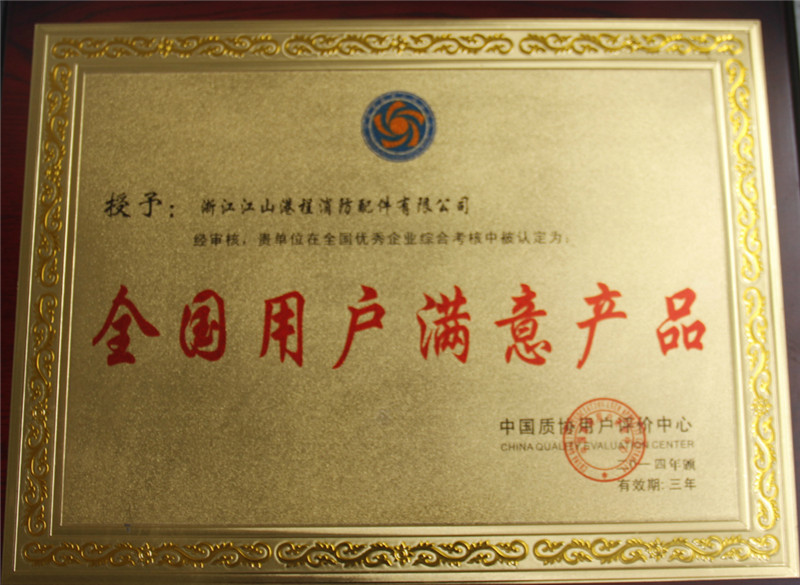 授予：浙江江山港程消防配件有限公司
经审核，贵单位在全国优秀企业综合考核中被认定为：
全国用户满意产品
中国质协用户评价中心
CHINA QUALITY EVALUATION CENTER
一四年颁
有效期:三年